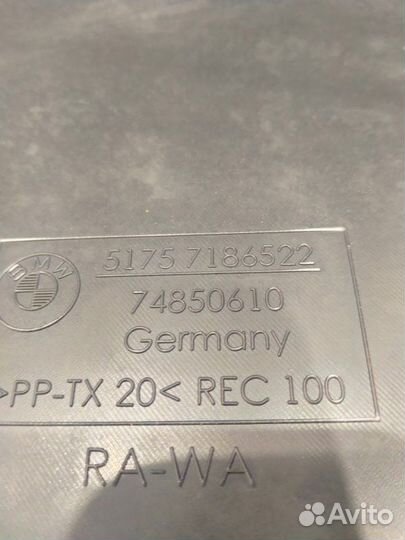 BMW
5175 7186522
74850610
Germany
>PP-TX 20< REC 100
RA-WA
Avito